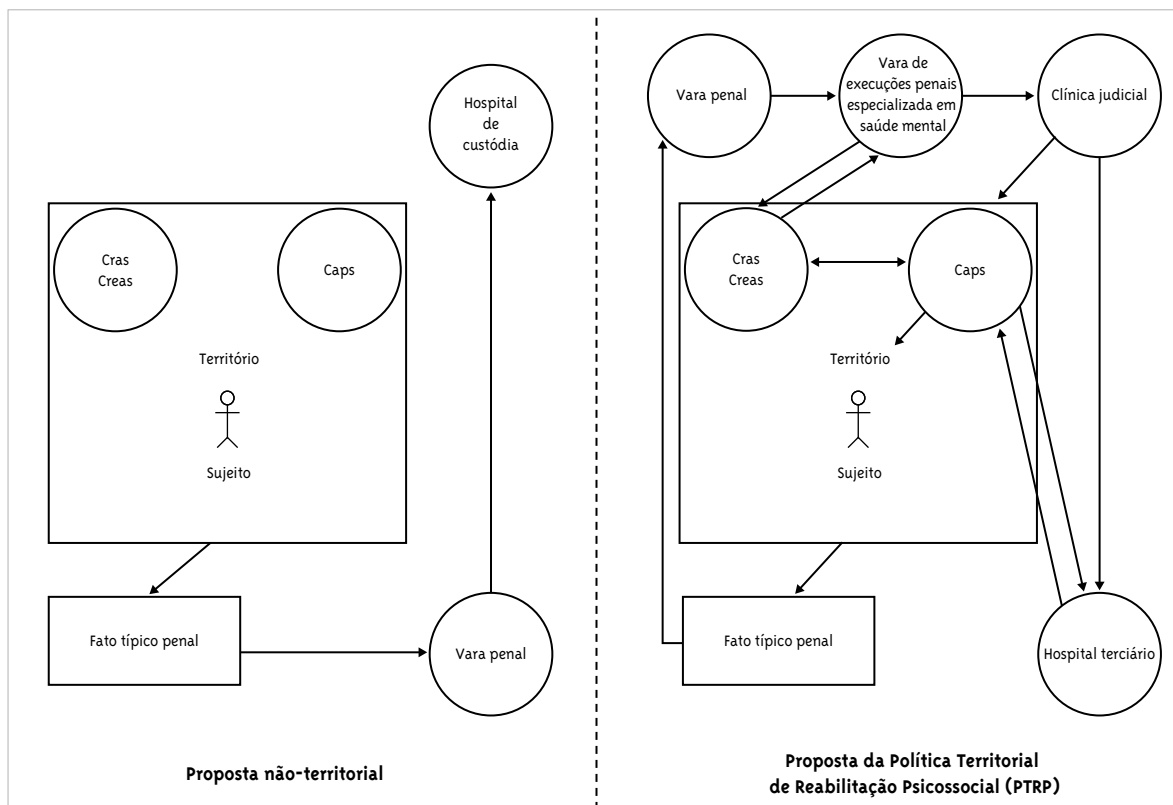 Hospital
de
custódia
Cras
Creas
Caps
Território
Sujeito
Fato típico penal
Vara penal
Proposta não-territorial
Vara penal
Vara de
execuções penais
especializada em
saúde mental
Clínica judicial
Cras
Creas
Caps
Território
Sujeito
Fato típico penal
Hospital terciário
Proposta da Política Territorial
de Reabilitação Psicossocial (PTRP)